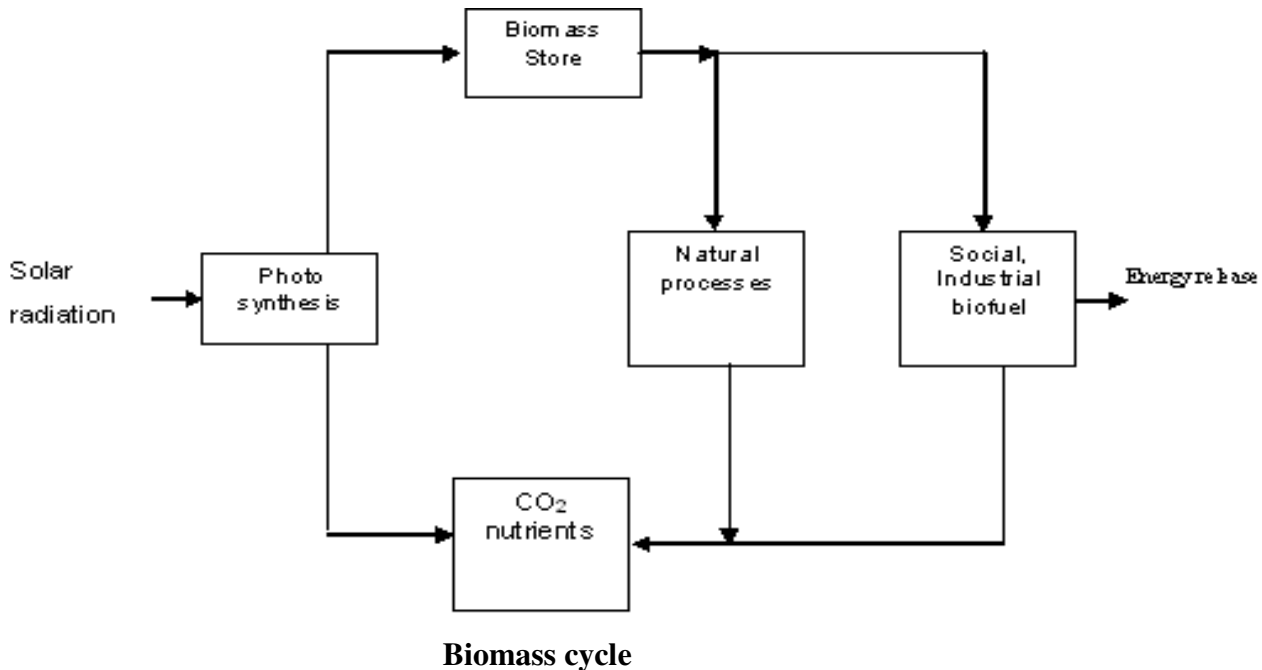 Biomass
Store
Solar
radiation
Photo
synthesis
Natural
processes
Social,
Industrial
biofuel
Energy release
CO₂
nutrients
Biomass cycle